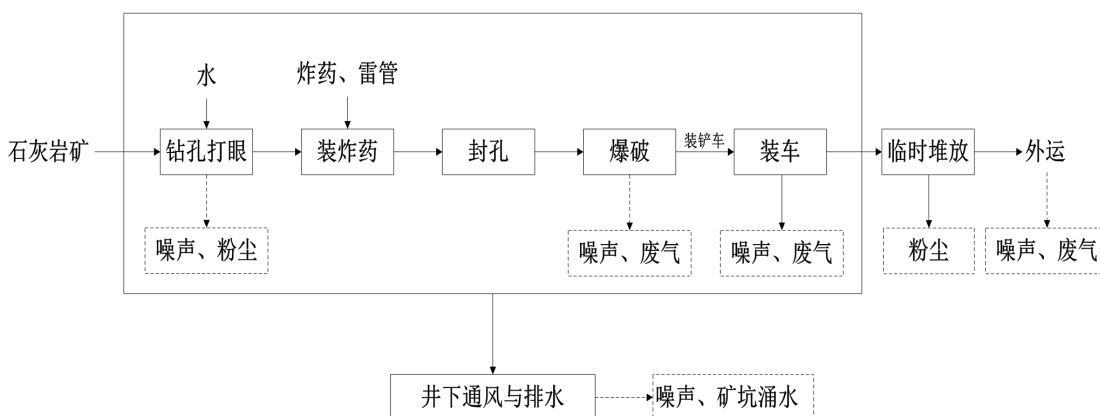 水
炸药、雷管
石灰岩矿
钻孔打眼
装炸药
封孔
爆破
装铲车
装车
临时堆放
外运
噪声、粉尘
噪声、废气
噪声、废气
粉尘
噪声、废气
井下通风与排水
噪声、矿坑涌水